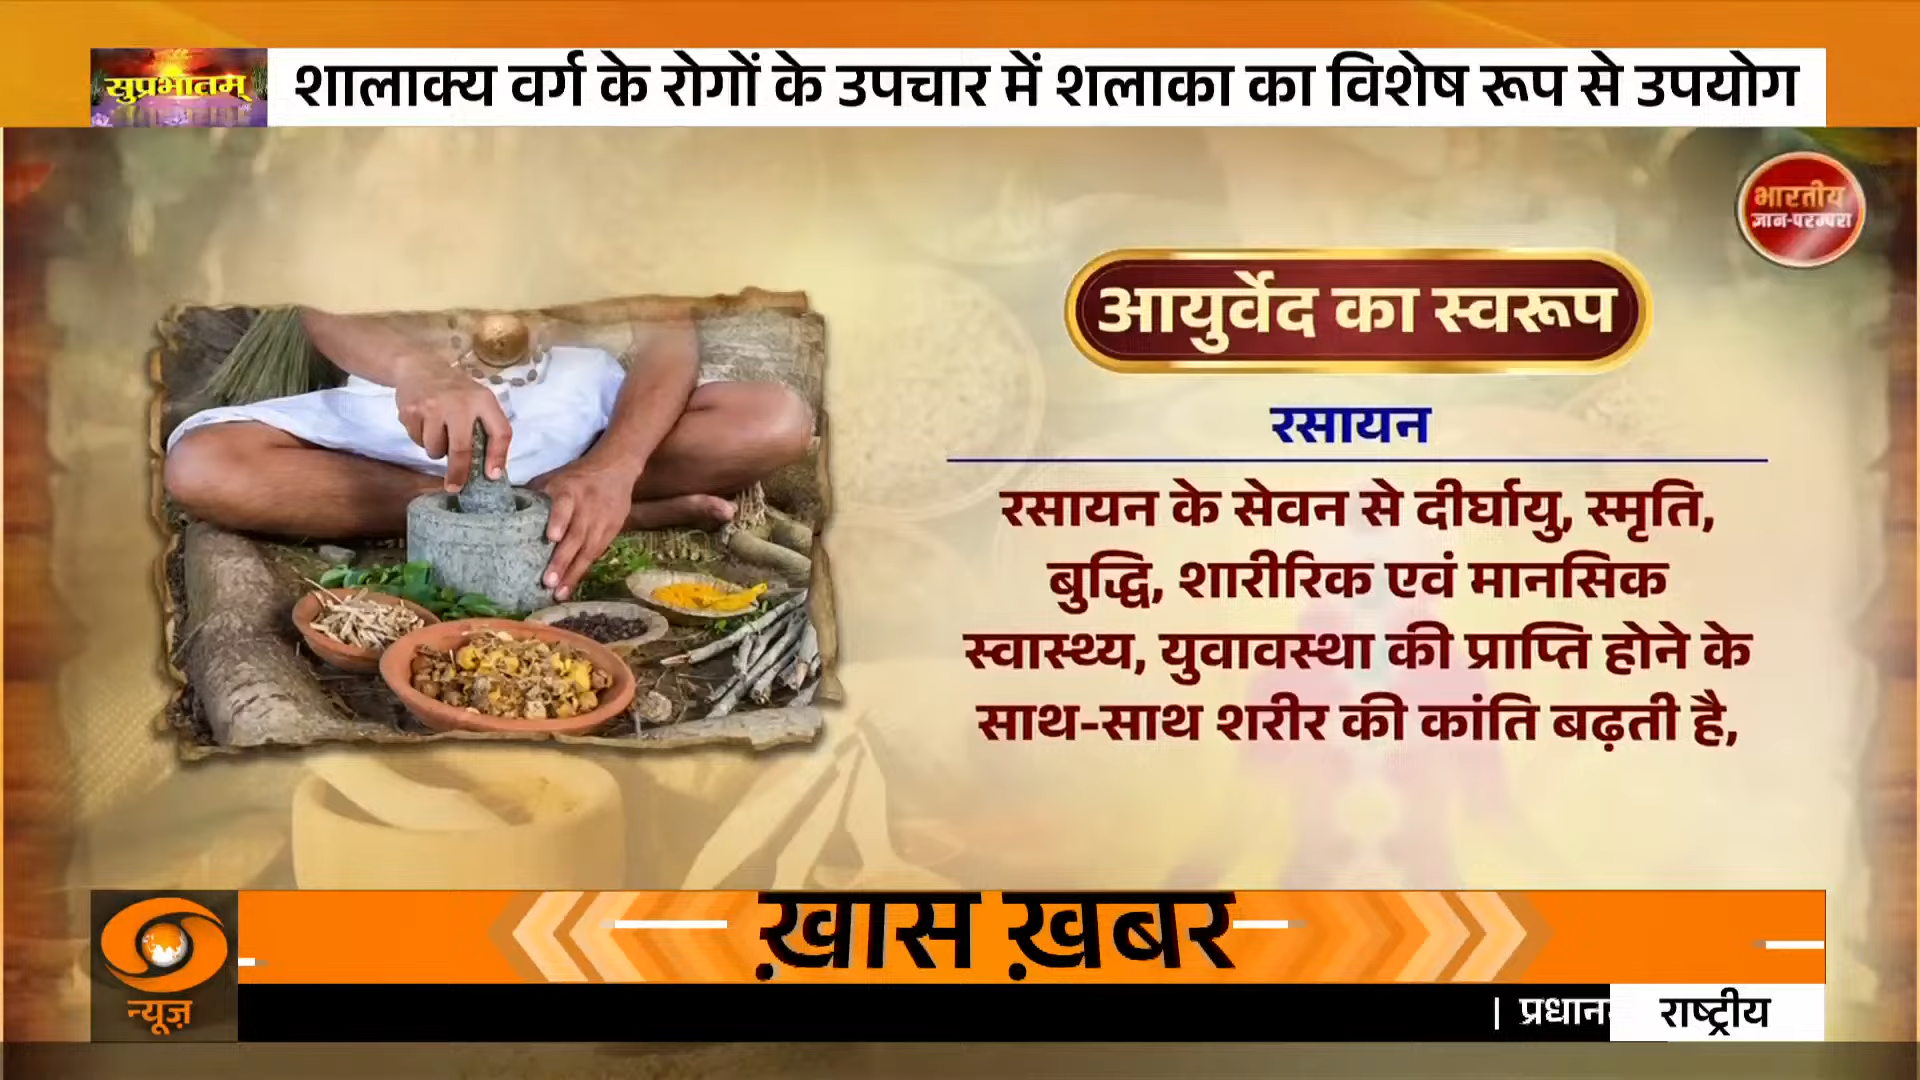 सुप्रभातम्
शालाक्य वर्ग के रोगों के उपचार में शलाका का विशेष रूप से उपयोग
भारतीय
ज्ञान-परम्परा
आयुर्वेद का स्वरूप
रसायन
रसायन के सेवन से दीर्घायु, स्मृति,
बुद्धि, शारीरिक एवं मानसिक
स्वास्थ्य, युवावस्था की प्राप्ति होने के
साथ-साथ शरीर की कांति बढ़ती है,
ख़ास ख़बर
न्यूज़
| प्रधान
राष्ट्रीय